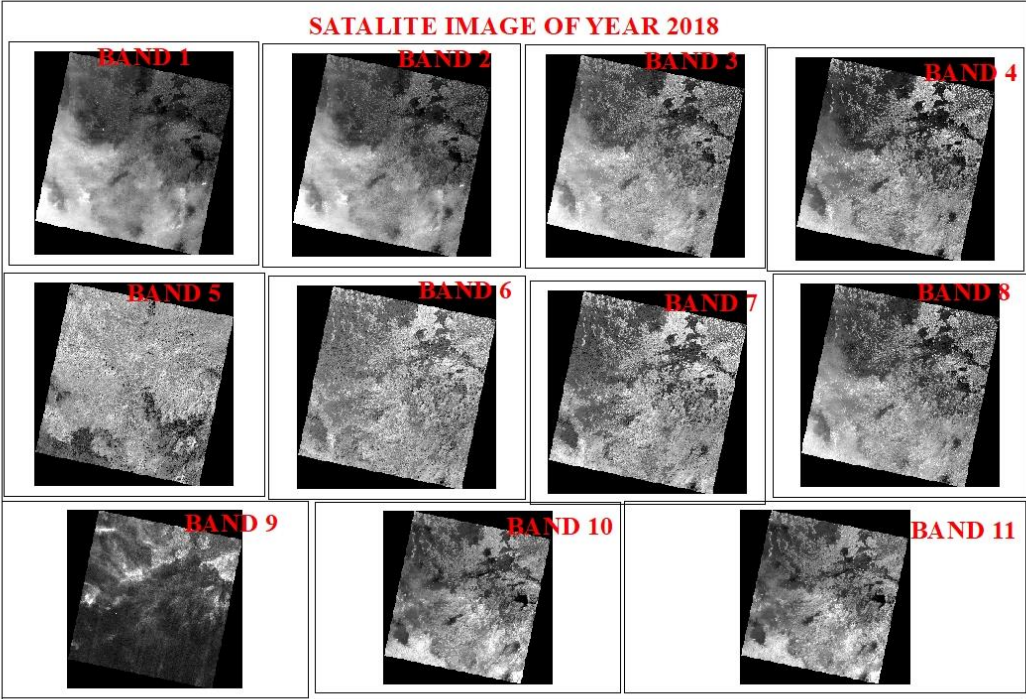 SATALITE IMAGE OF YEAR 2018
BAND 1
BAND 2
BAND 3
BAND 4
BAND 5
BAND 6
BAND 7
BAND 8
BAND 9
BAND 10
BAND 11